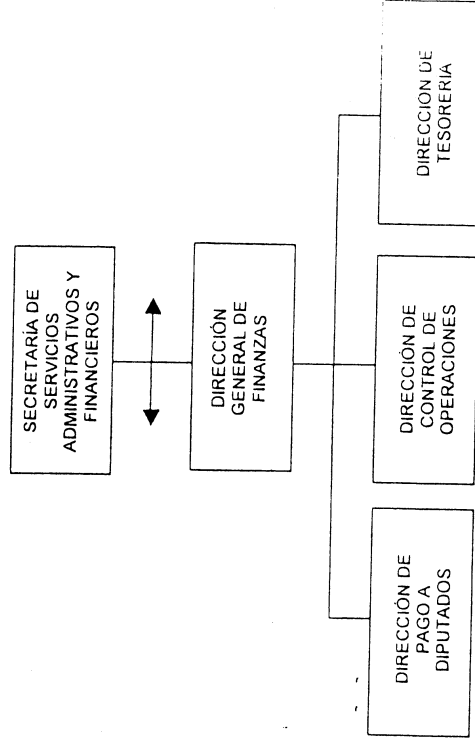 SECRETARÍA DE
SERVICIOS
ADMINISTRATIVOS Y
FINANCIEROS
DIRECCIÓN
GENERAL DE
FINANZAS
DIRECCIÓN DE
PAGO A
DIPUTADOS
DIRECCIÓN DE
CONTROL DE
OPERACIONES
DIRECCIÓN DE
TESORERIA